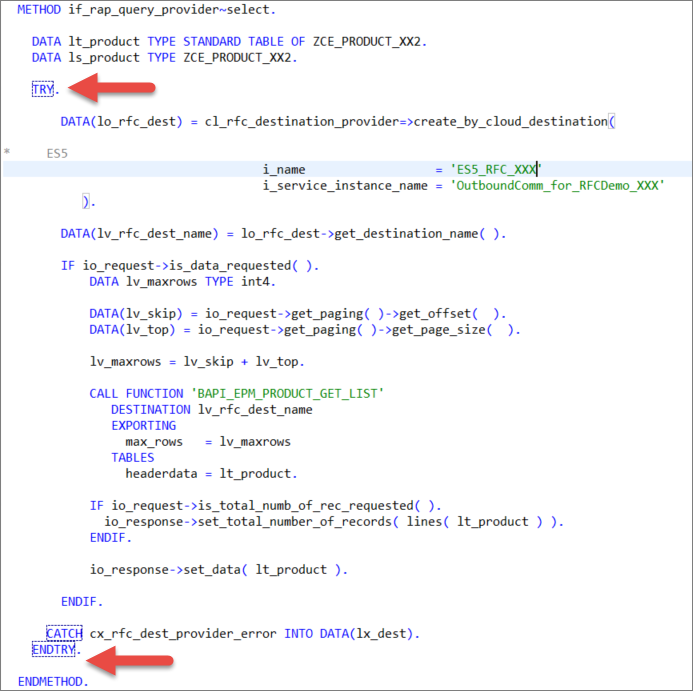 METHOD if_rap_query_provider~select.
DATA lt_product TYPE STANDARD TABLE OF ZCE_PRODUCT_XX2.
DATA ls_product TYPE ZCE_PRODUCT_XX2.
TRY.
DATA(lo_rfc_dest) = cl_rfc_destination_provider=>create_by_cloud_destination(
* ES5
i_name = 'ES5_RFC_XXX'
i_service_instance_name = 'OutboundComm_for_RFCDemo_XXX'
).
DATA(lv_rfc_dest_name) = lo_rfc_dest->get_destination_name( ).
IF io_request->is_data_requested( ).
DATA lv_maxrows TYPE int4.
DATA(lv_skip) = io_request->get_paging( )->get_offset(  ).
DATA(lv_top) = io_request->get_paging( )->get_page_size(  ).
lv_maxrows = lv_skip + lv_top.
CALL FUNCTION 'BAPI_EPM_PRODUCT_GET_LIST'
DESTINATION lv_rfc_dest_name
EXPORTING
max_rows   = lv_maxrows
TABLES
headerdata = lt_product.
IF io_request->is_total_numb_of_rec_requested( ).
io_response->set_total_number_of_records( lines( lt_product ) ).
ENDIF.
io_response->set_data( lt_product ).
ENDIF.
CATCH cx_rfc_dest_provider_error INTO DATA(lx_dest).
ENDTRY.
ENDMETHOD.